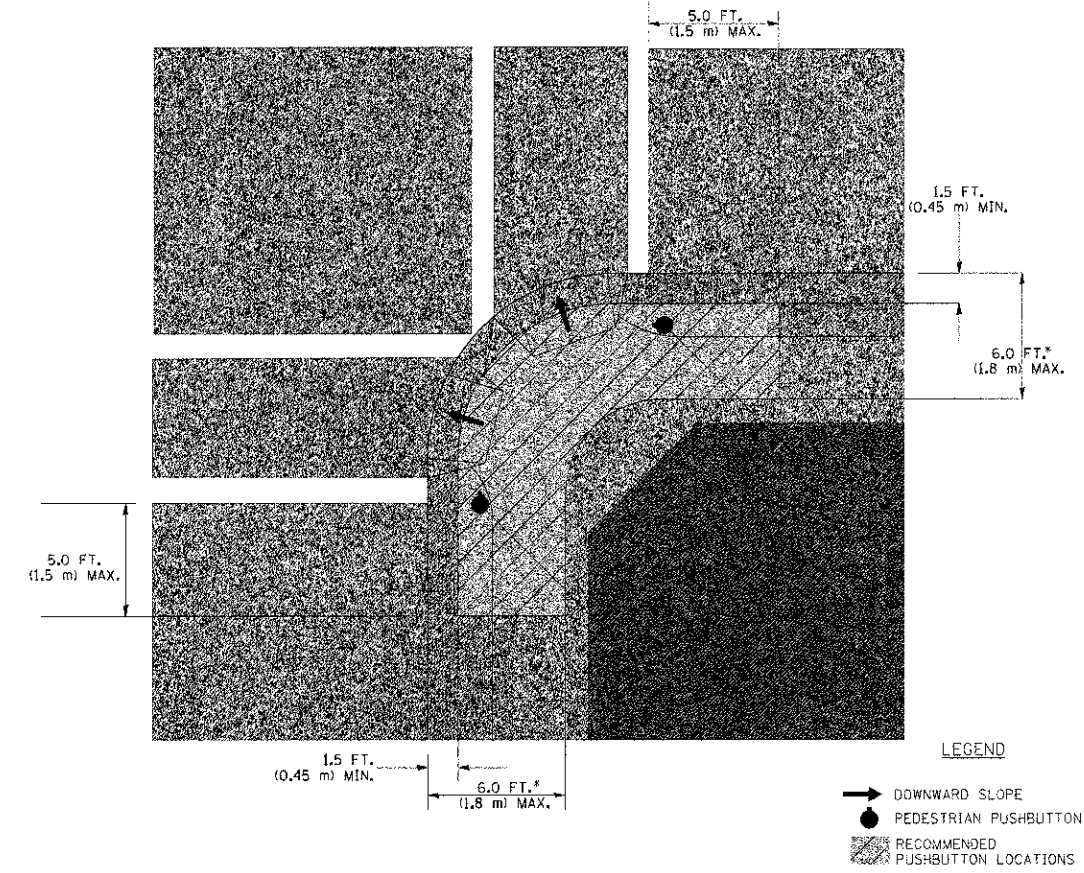 5.0 FT.
(1.5 m) MAX.
1.5 FT.
(0.45 m) MIN.
6.0 FT.*
(1.8 m) MAX.
5.0 FT.
(1.5 m) MAX.
1.5 FT.
(0.45 m) MIN.
6.0 FT.*
(1.8 m) MAX.
LEGEND
DOWNWARD SLOPE
PEDESTRIAN PUSHBUTTON
RECOMMENDED
PUSHBUTTON LOCATIONS